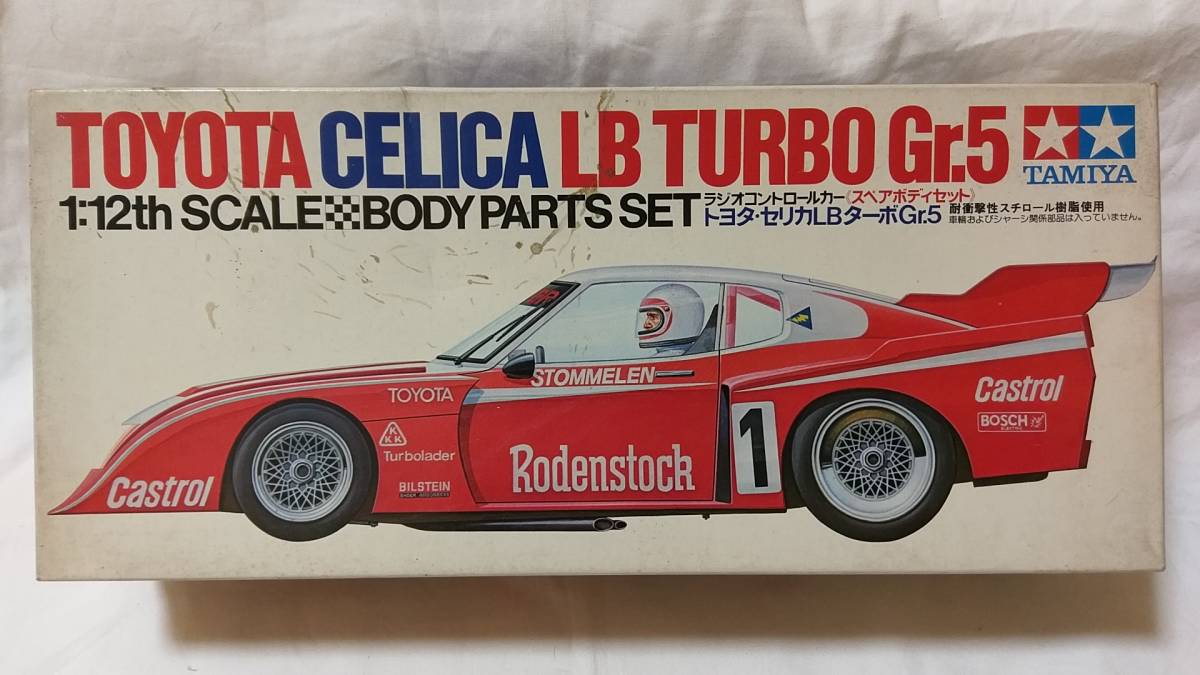 TOYOTA CELICA LB TURBO Gr.5
TAMIYA
1:12th SCALE BODY PARTS SET
ラジオコントロールカー《スペアボディセット》
トヨタ・セリカLBターボGr.5
耐衝撃性スチロール樹脂使用
車輪およびシャーシ関係部品は入っていません。
STOMMELEN
TOYOTA
KKK
Turbolader
BILSTEIN
Castrol
Rodenstock
1
Castrol
BOSCH